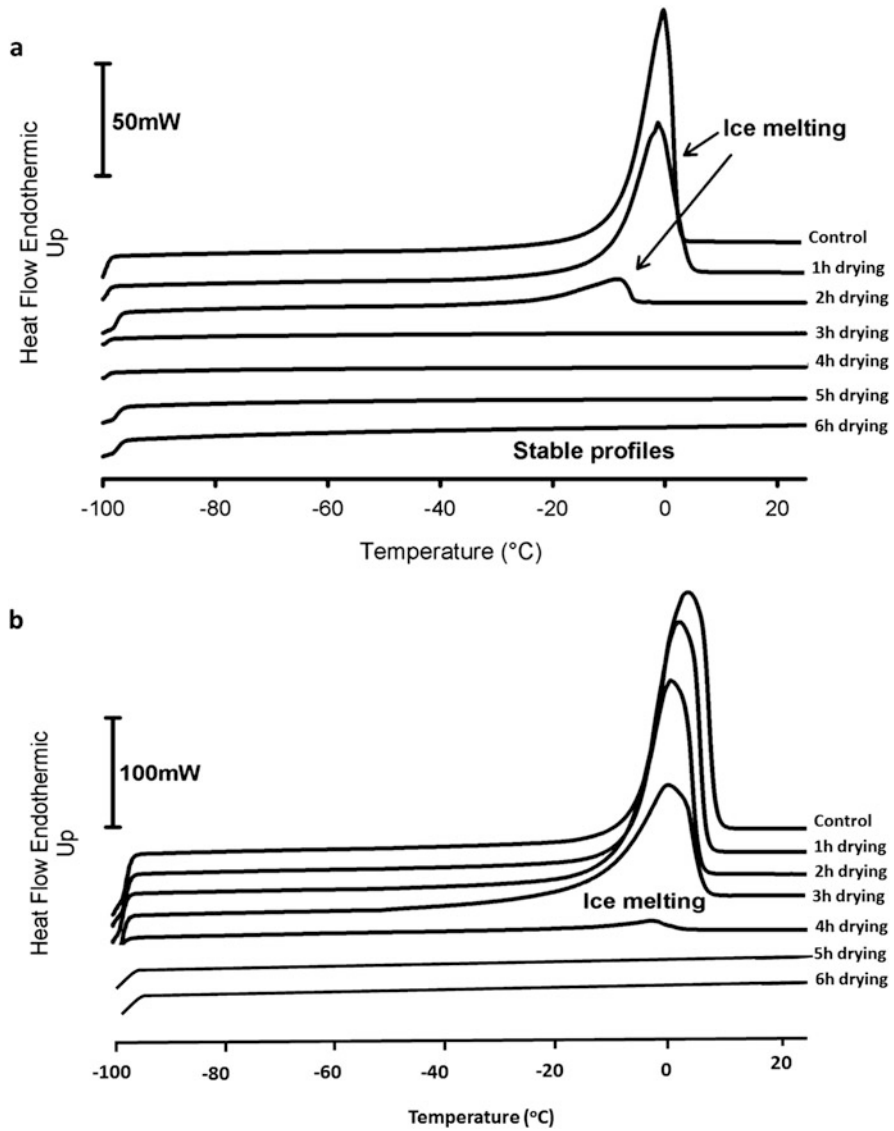 a
50mW
Ice melting
Heat Flow Endothermic
Up
Control
1h drying
2h drying
3h drying
4h drying
5h drying
6h drying
Stable profiles
-100 -80 -60 -40 -20 0 20
Temperature (°C)
b
100mW
Heat Flow Endothermic
Up
Control
1h drying
2h drying
3h drying
Ice melting
4h drying
5h drying
6h drying
-100 -80 -60 -40 -20 0 20
Temperature (°C)